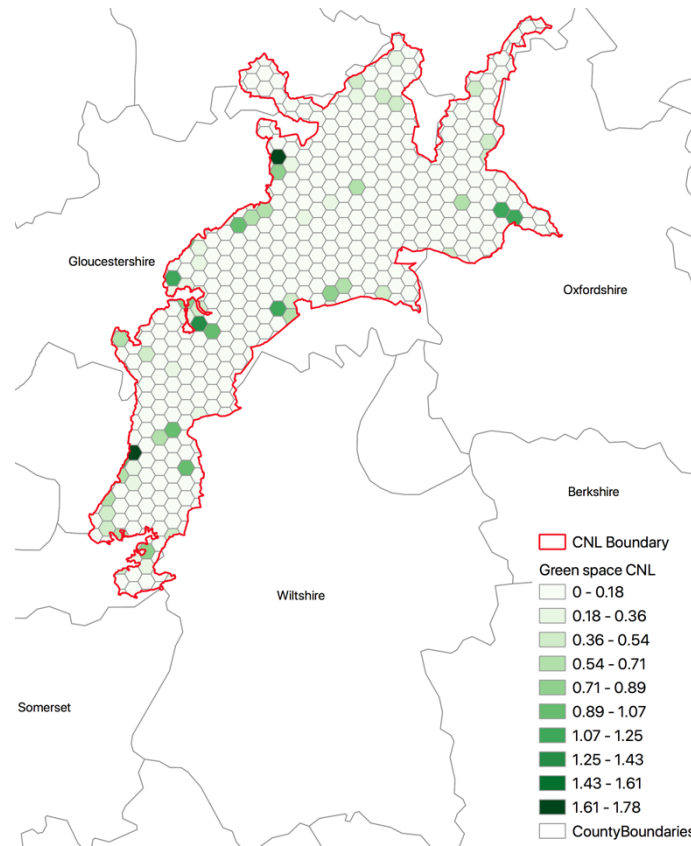 Gloucestershire
Oxfordshire
Berkshire
Wiltshire
Somerset
CNL Boundary
Green space CNL
0 - 0.18
0.18 - 0.36
0.36 - 0.54
0.54 - 0.71
0.71 - 0.89
0.89 - 1.07
1.07 - 1.25
1.25 - 1.43
1.43 - 1.61
1.61 - 1.78
CountyBoundaries